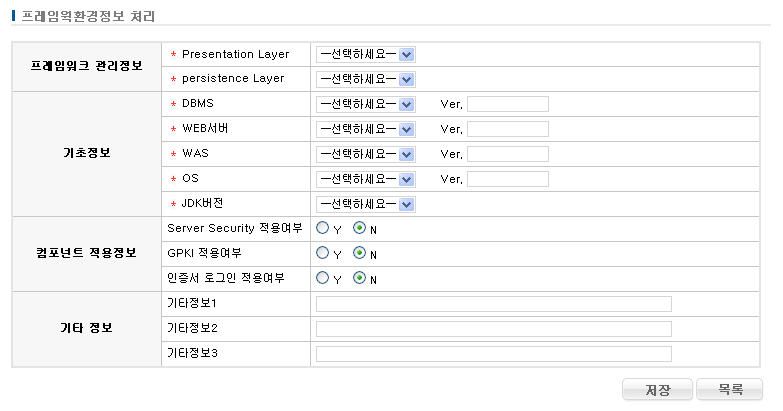 프레임웍환경정보 처리
프레임워크 관리정보
* Presentation Layer
--선택하세요--
* persistence Layer
--선택하세요--
기초정보
* DBMS
--선택하세요--
Ver.
* WEB서버
--선택하세요--
Ver.
* WAS
--선택하세요--
Ver.
* OS
--선택하세요--
Ver.
* JDK버전
--선택하세요--
컴포넌트 적용정보
Server Security 적용여부
Y N
GPKI 적용여부
Y N
인증서 로그인 적용여부
Y N
기타 정보
기타정보1
기타정보2
기타정보3
저장
목록